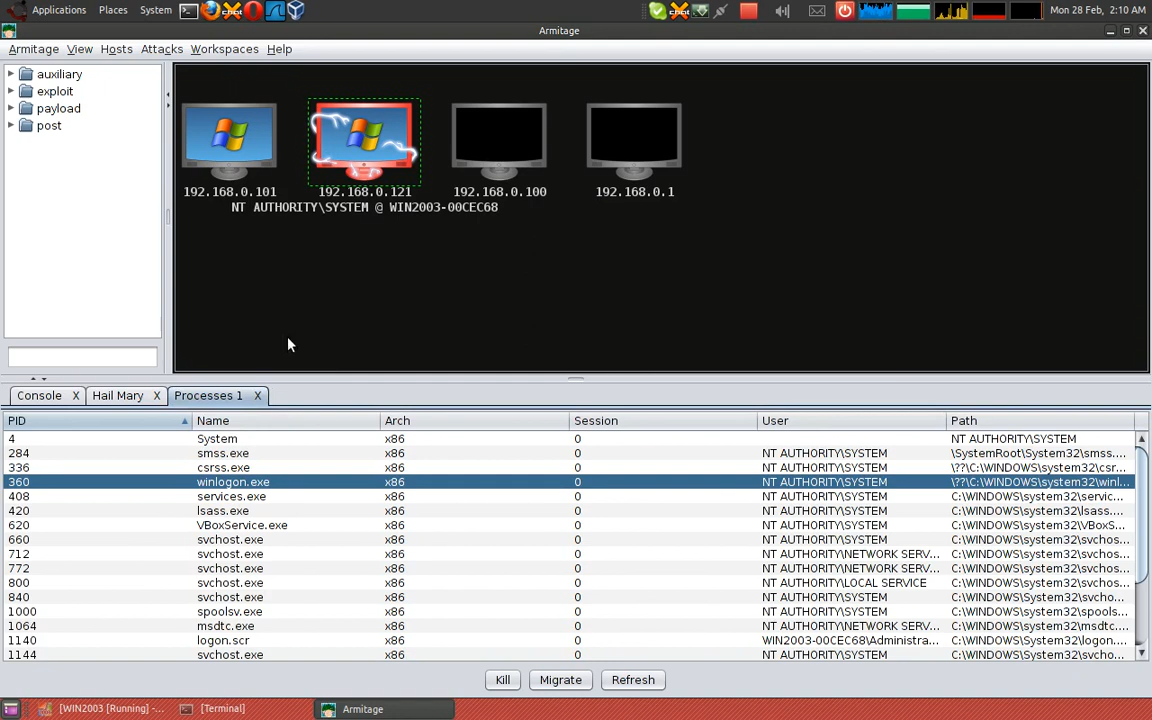 Applications Places System Mon 28 Feb, 2:10 AM
Armitage
Armitage View Hosts Attacks Workspaces Help
auxiliary
exploit
payload
post
192.168.0.101 192.168.0.121 192.168.0.100 192.168.0.1
NT AUTHORITY\SYSTEM @ WIN2003-00CEC68
Console X Hail Mary X Processes 1 X
PID Name Arch Session User Path
4 System x86 0 NT AUTHORITY\SYSTEM
284 smss.exe x86 0 NT AUTHORITY\SYSTEM \SystemRoot\System32\smss....
336 csrss.exe x86 0 NT AUTHORITY\SYSTEM \??\C:\WINDOWS\system32\csr...
360 winlogon.exe x86 0 NT AUTHORITY\SYSTEM \??\C:\WINDOWS\system32\winl...
408 services.exe x86 0 NT AUTHORITY\SYSTEM C:\WINDOWS\system32\servic...
420 lsass.exe x86 0 NT AUTHORITY\SYSTEM C:\WINDOWS\system32\lsass....
620 VBoxService.exe x86 0 NT AUTHORITY\SYSTEM C:\WINDOWS\system32\VBoxS...
660 svchost.exe x86 0 NT AUTHORITY\SYSTEM C:\WINDOWS\system32\svchos...
712 svchost.exe x86 0 NT AUTHORITY\NETWORK SERV... C:\WINDOWS\system32\svchos...
772 svchost.exe x86 0 NT AUTHORITY\NETWORK SERV... C:\WINDOWS\system32\svchos...
800 svchost.exe x86 0 NT AUTHORITY\LOCAL SERVICE C:\WINDOWS\system32\svchos...
840 svchost.exe x86 0 NT AUTHORITY\SYSTEM C:\WINDOWS\System32\svcho...
1000 spoolsv.exe x86 0 NT AUTHORITY\SYSTEM C:\WINDOWS\system32\spools...
1064 msdtc.exe x86 0 NT AUTHORITY\NETWORK SERV... C:\WINDOWS\system32\msdtc....
1140 logon.scr x86 0 WIN2003-00CEC68\Administra... C:\WINDOWS\System32\logon....
1144 svchost.exe x86 0 NT AUTHORITY\SYSTEM C:\WINDOWS\System32\svchos...
Kill Migrate Refresh
[WIN2003 [Running] -... [Terminal] Armitage